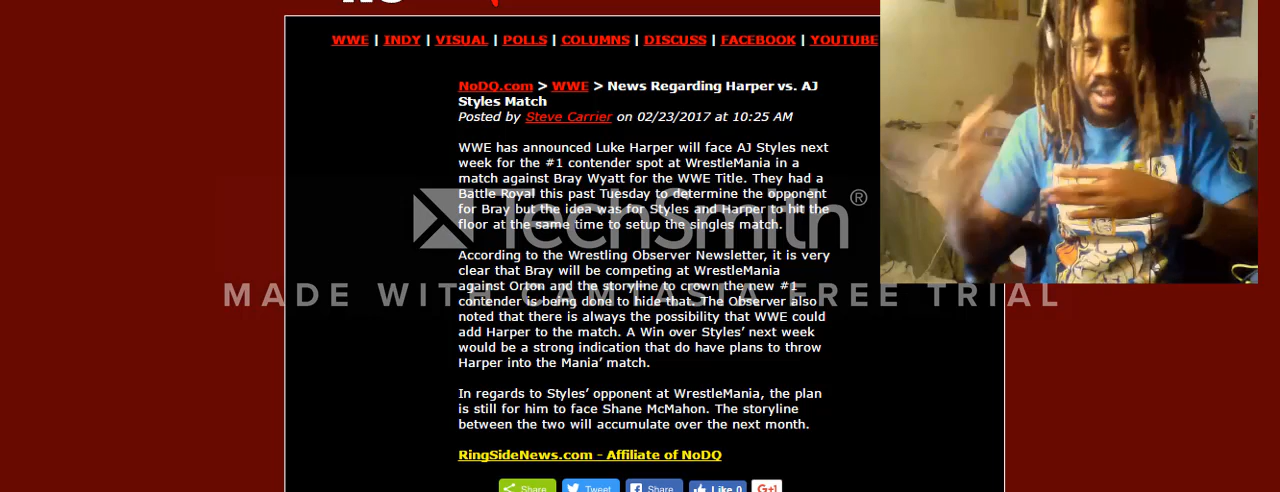 WWE | INDY | VISUAL | POLLS | COLUMNS | DISCUSS | FACEBOOK | YOUTUBE
NoDQ.com > WWE > News Regarding Harper vs. AJ
Styles Match
Posted by Steve Carrier on 02/23/2017 at 10:25 AM
WWE has announced Luke Harper will face AJ Styles next
week for the #1 contender spot at WrestleMania in a
match against Bray Wyatt for the WWE Title. They had a
Battle Royal this past Tuesday to determine the opponent
for Bray but the idea was for Styles and Harper to hit the
floor at the same time to setup the singles match.
TechSmith®
According to the Wrestling Observer Newsletter, it is very
clear that Bray will be competing at WrestleMania
against Orton and the storyline to crown the new #1
contender is being done to hide that. The Observer also
noted that there is always the possibility that WWE could
add Harper to the match. A Win over Styles’ next week
would be a strong indication that do have plans to throw
Harper into the Mania’ match.
MADE WITH CAMTASIA FREE TRIAL
In regards to Styles’ opponent at WrestleMania, the plan
is still for him to face Shane McMahon. The storyline
between the two will accumulate over the next month.
RingSideNews.com - Affiliate of NoDQ
Share Tweet Share Like 0 G+1